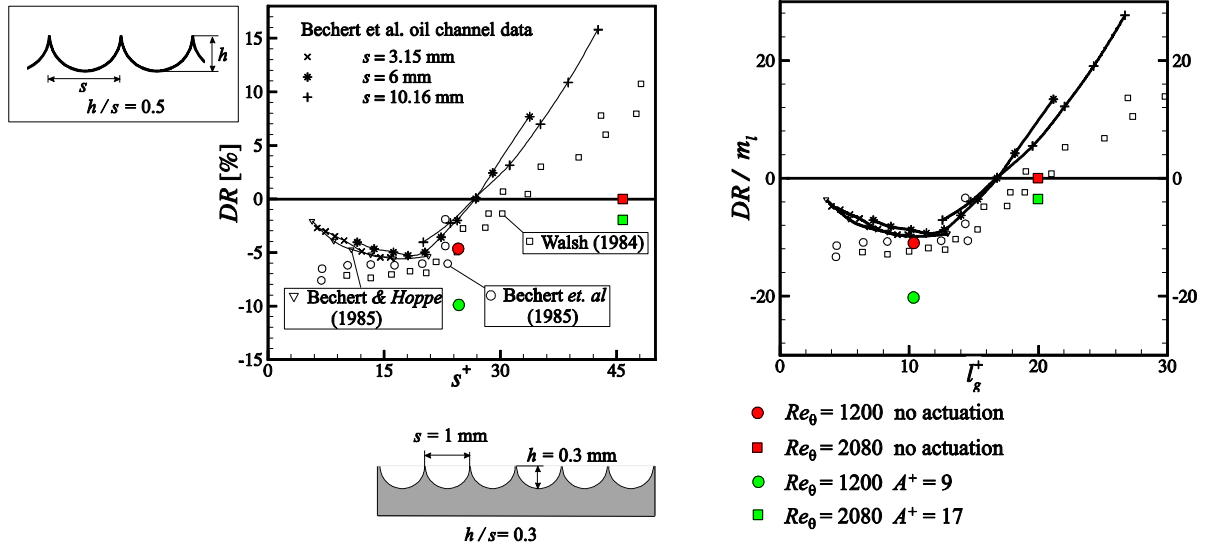 h
s
h / s = 0.5
Bechert et al. oil channel data
s = 3.15 mm
s = 6 mm
s = 10.16 mm
DR [%]
15
10
5
0
-5
-10
-15
Walsh (1984)
Bechert & Hoppe
(1985)
Bechert et. al
(1985)
0
15
30
45
s+
DR / ml
20
0
-20
20
0
-20
0
10
20
30
lg+
s = 1 mm
h = 0.3 mm
h/s = 0.3
Reθ = 1200 no actuation
Reθ = 2080 no actuation
Reθ = 1200 A+ = 9
Reθ = 2080 A+ = 17